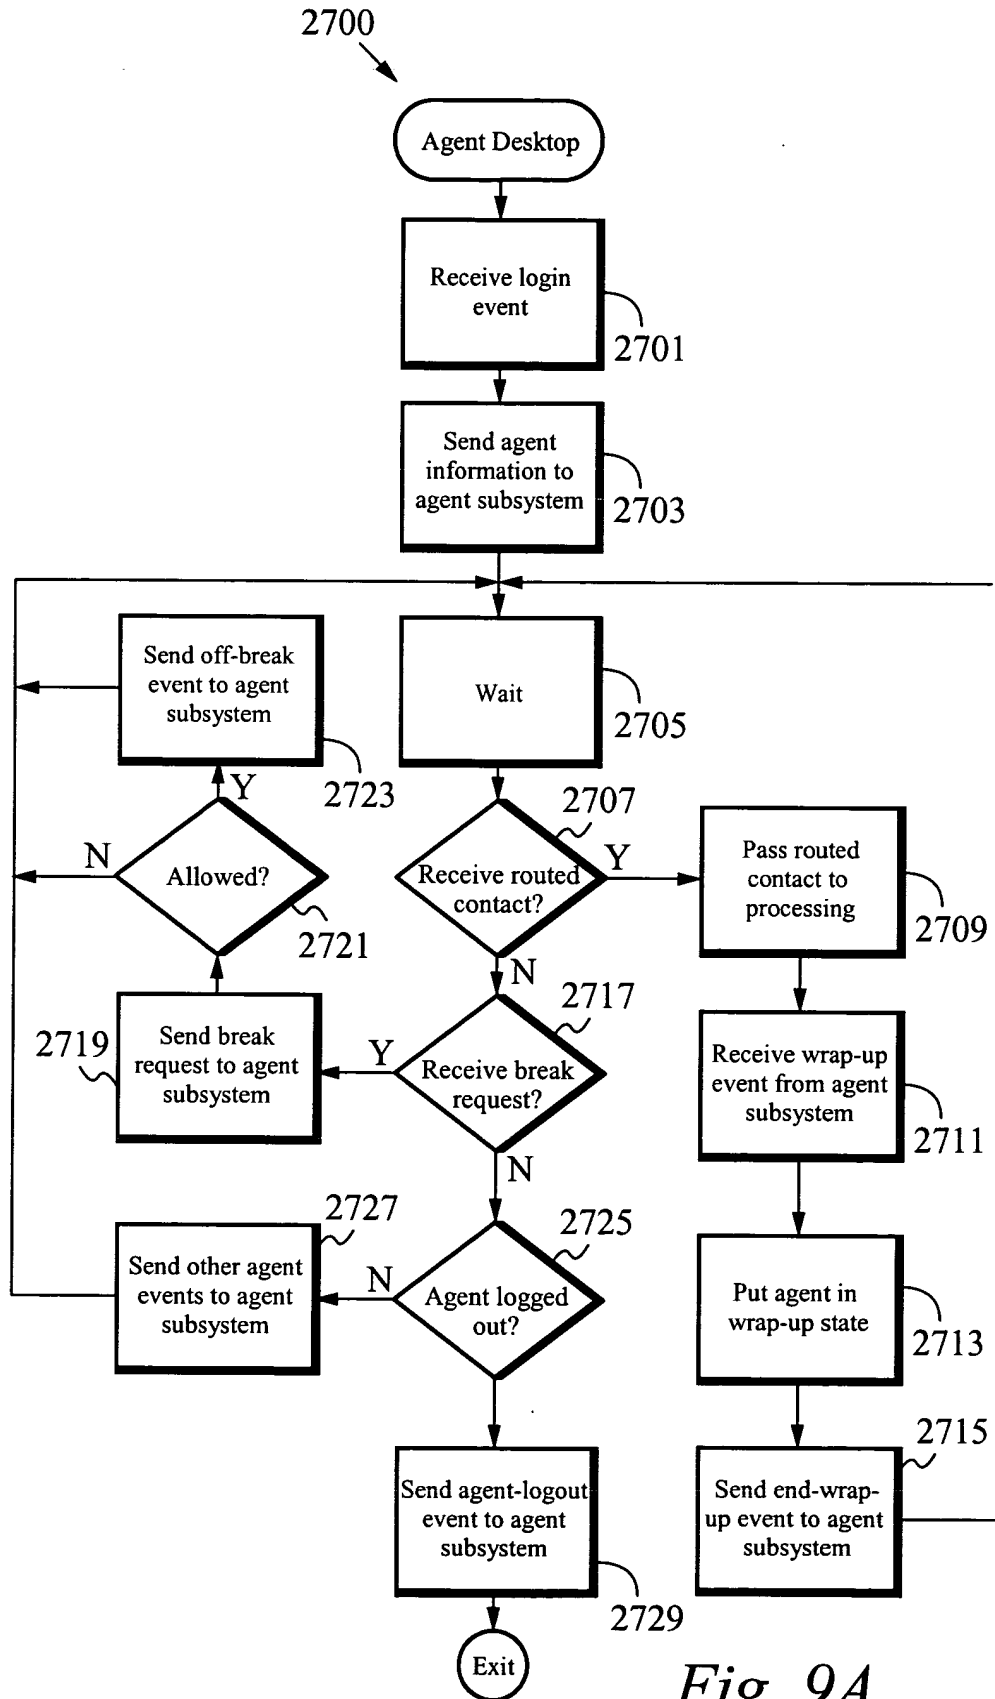 2700
Agent Desktop
Receive login
event
2701
Send agent
information to
agent subsystem
2703
Send off-break
event to agent
subsystem
2723
Wait
2705
Y
N
Allowed?
2721
2707
Receive routed
contact?
Y
N
Pass routed
contact to
processing
2709
2719
Send break
request to agent
subsystem
Y
2717
Receive break
request?
N
Receive wrap-up
event from agent
subsystem
2711
2727
Send other agent
events to agent
subsystem
N
2725
Agent logged
out?
Put agent in
wrap-up state
2713
Send agent-logout
event to agent
subsystem
2729
2715
Send end-wrap-
up event to agent
subsystem
Exit
Fig. 9A